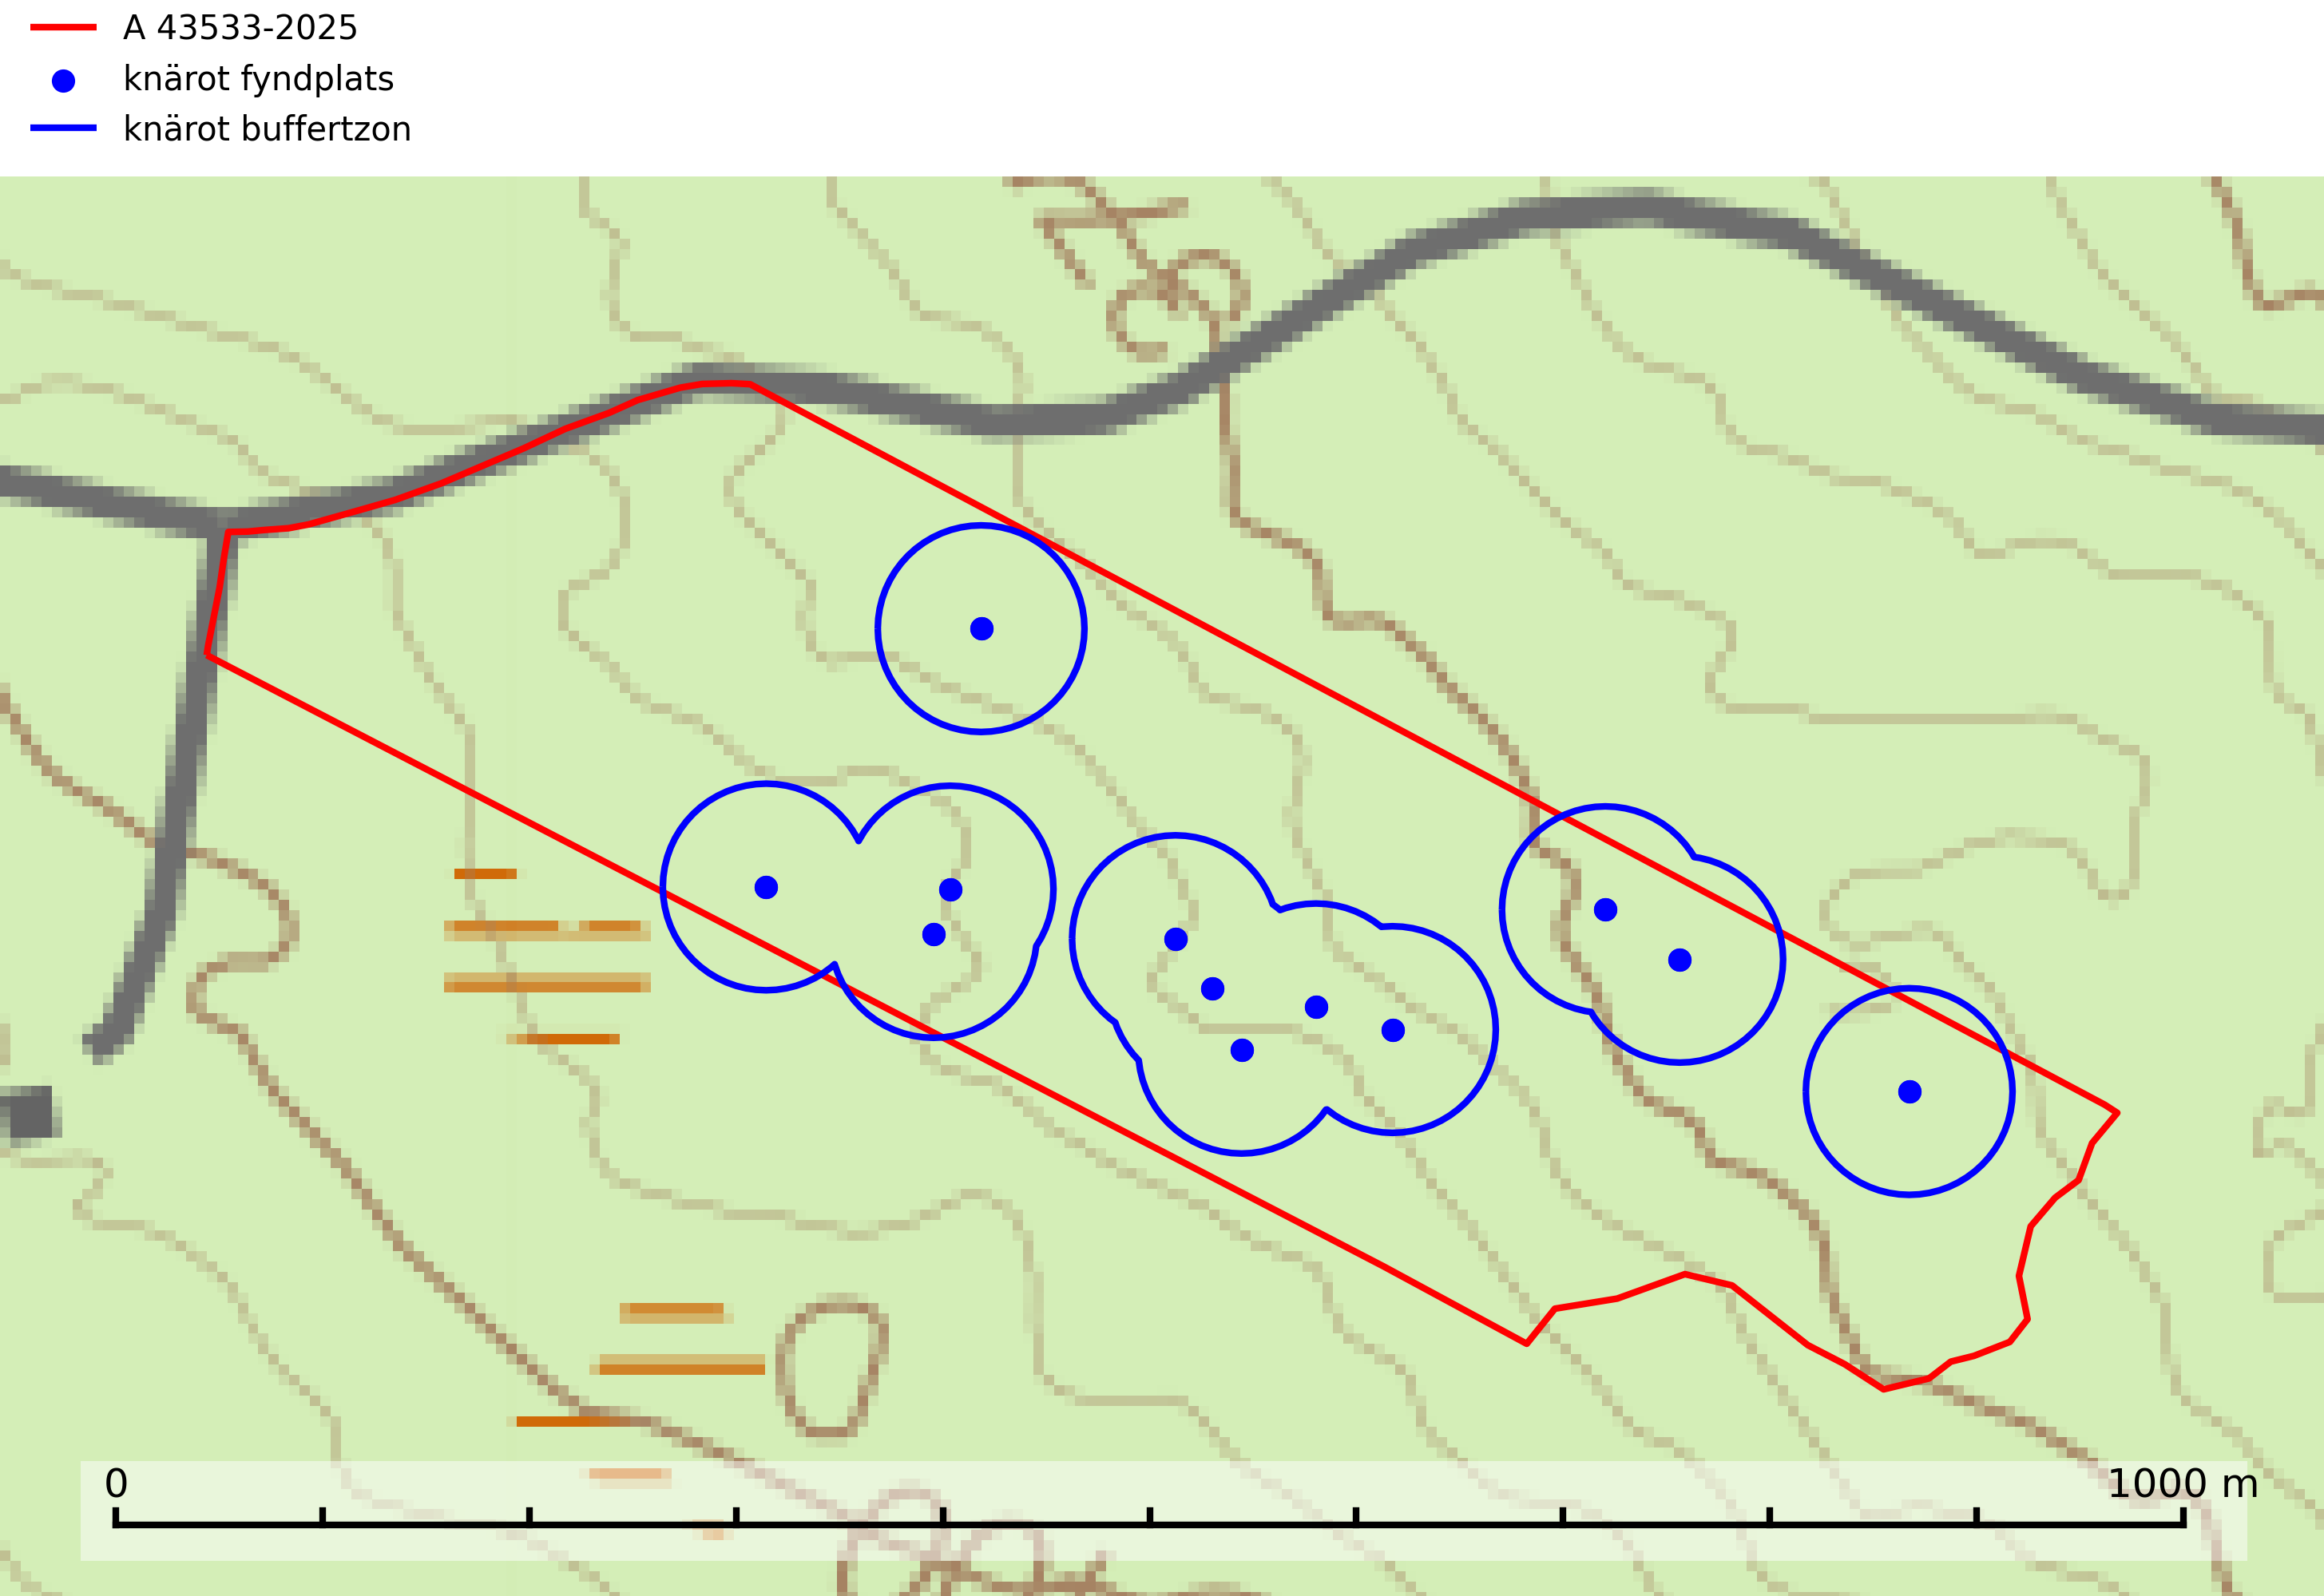 A 43533-2025
knärot fyndplats
knärot buffertzon
0
1000 m